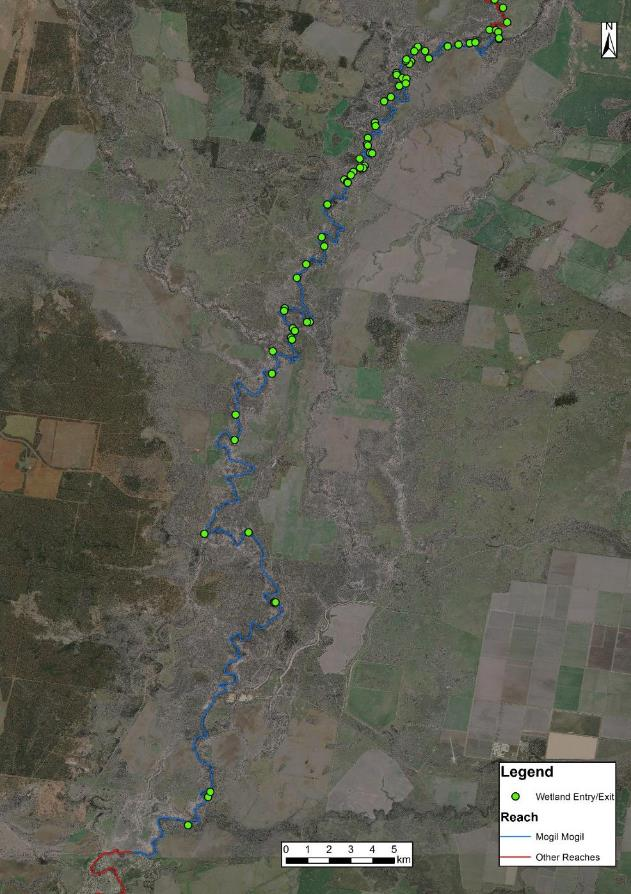 N
Legend
Wetland Entry/Exit
Reach
Mogil Mogil
Other Reaches
0 1 2 3 4 5
km